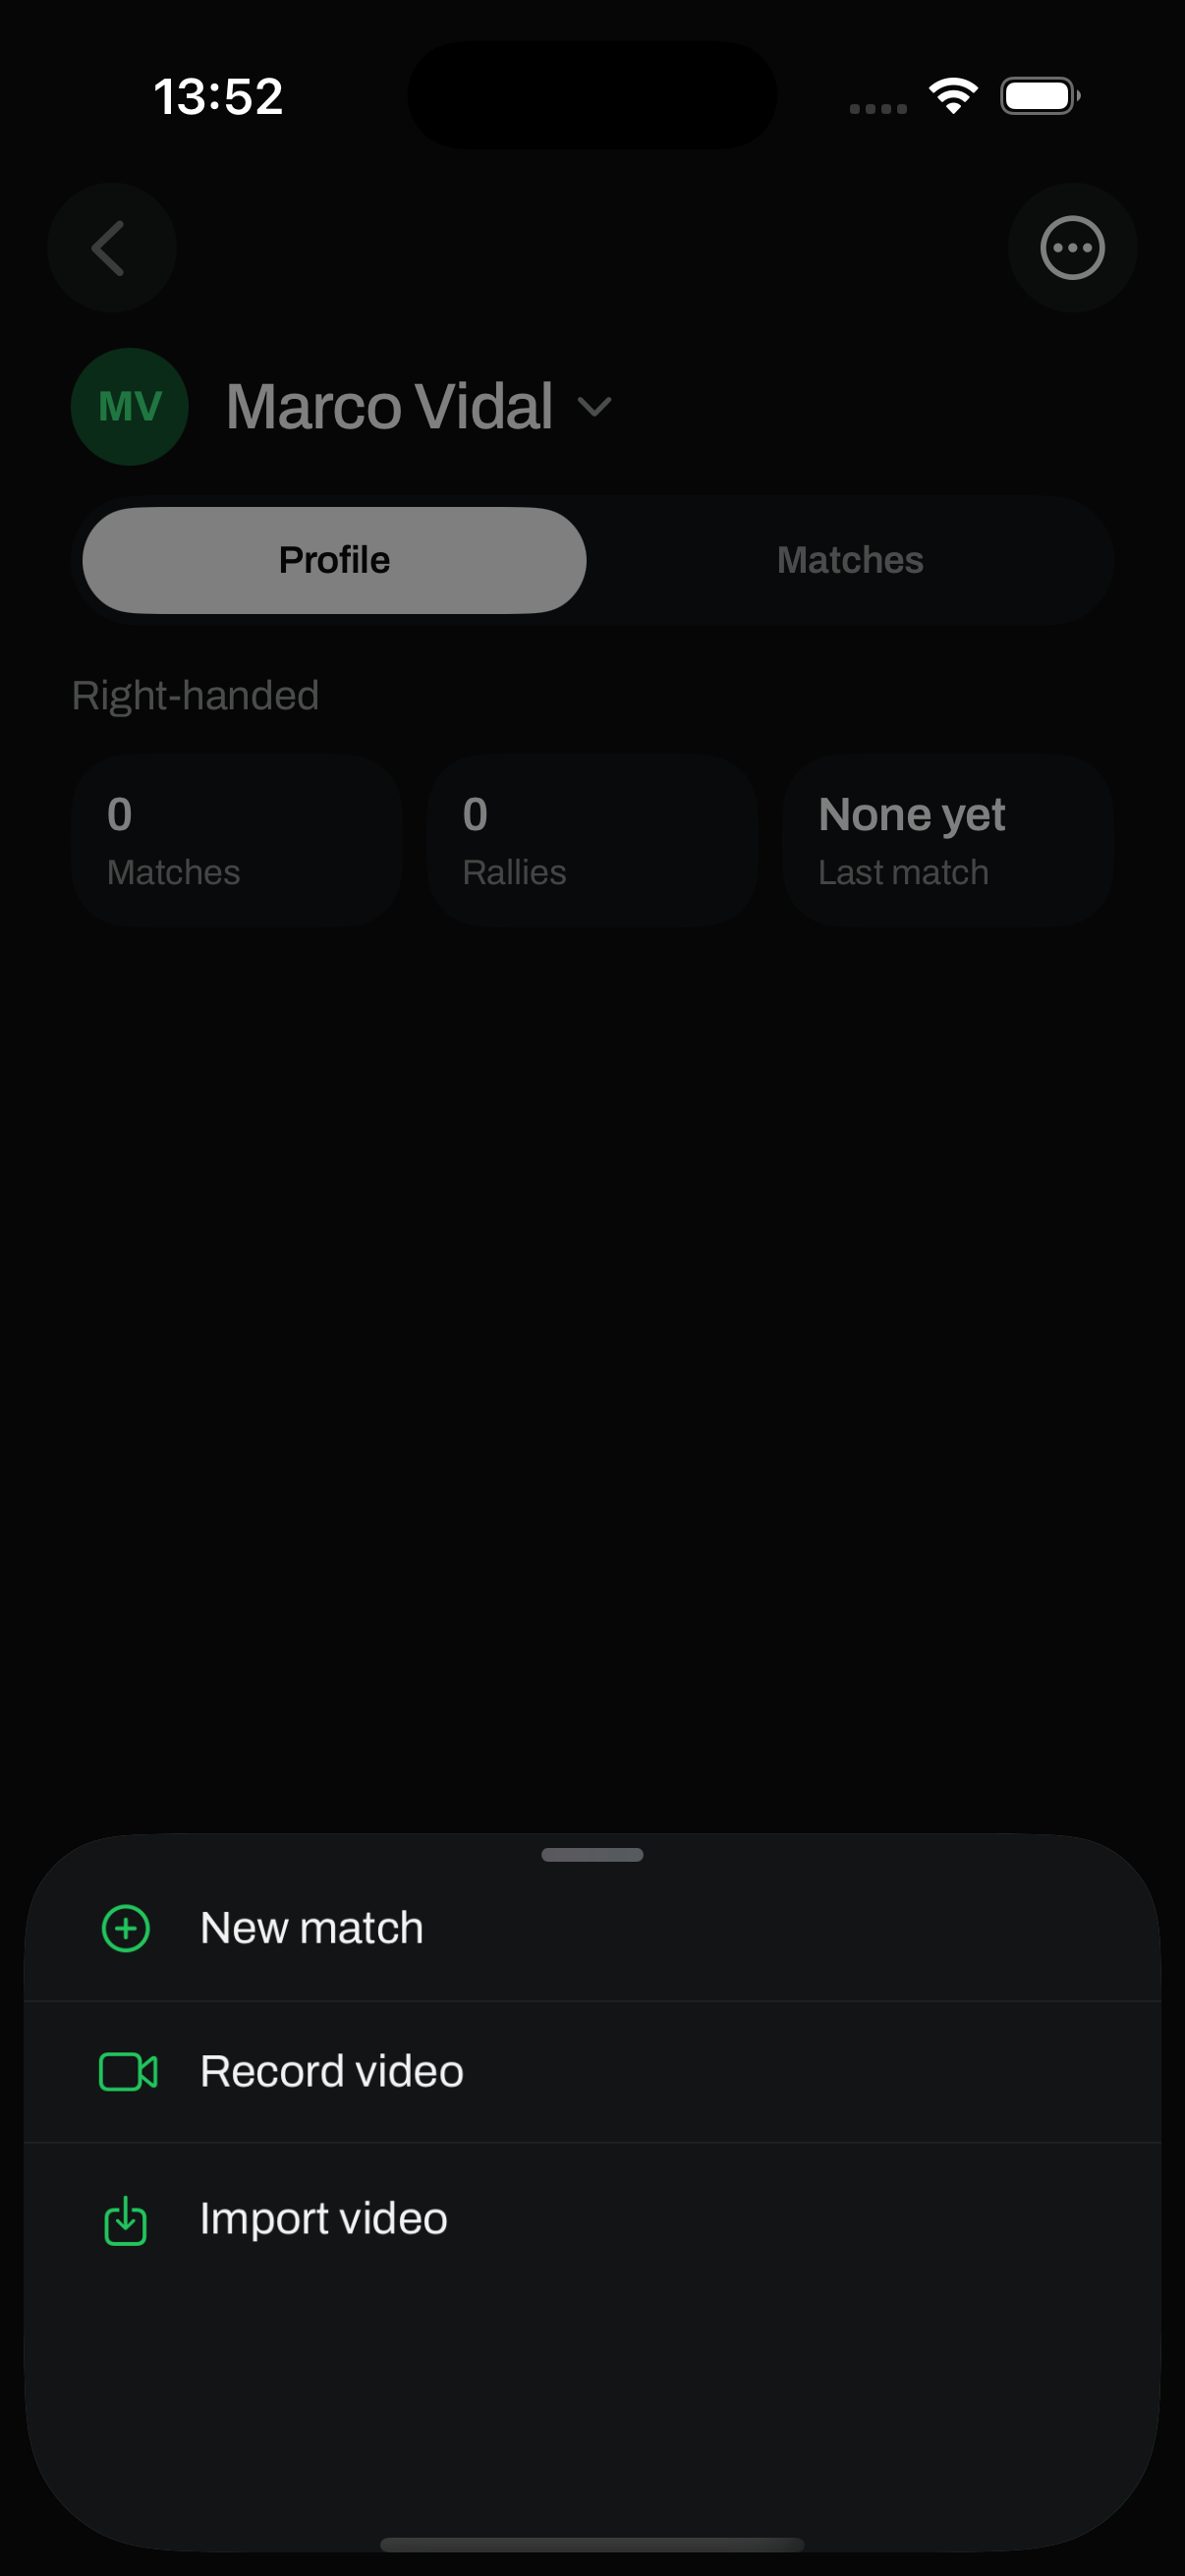 13:52
MV
Marco Vidal
Profile
Matches
Right-handed
0
Matches
0
Rallies
None yet
Last match
New match
Record video
Import video